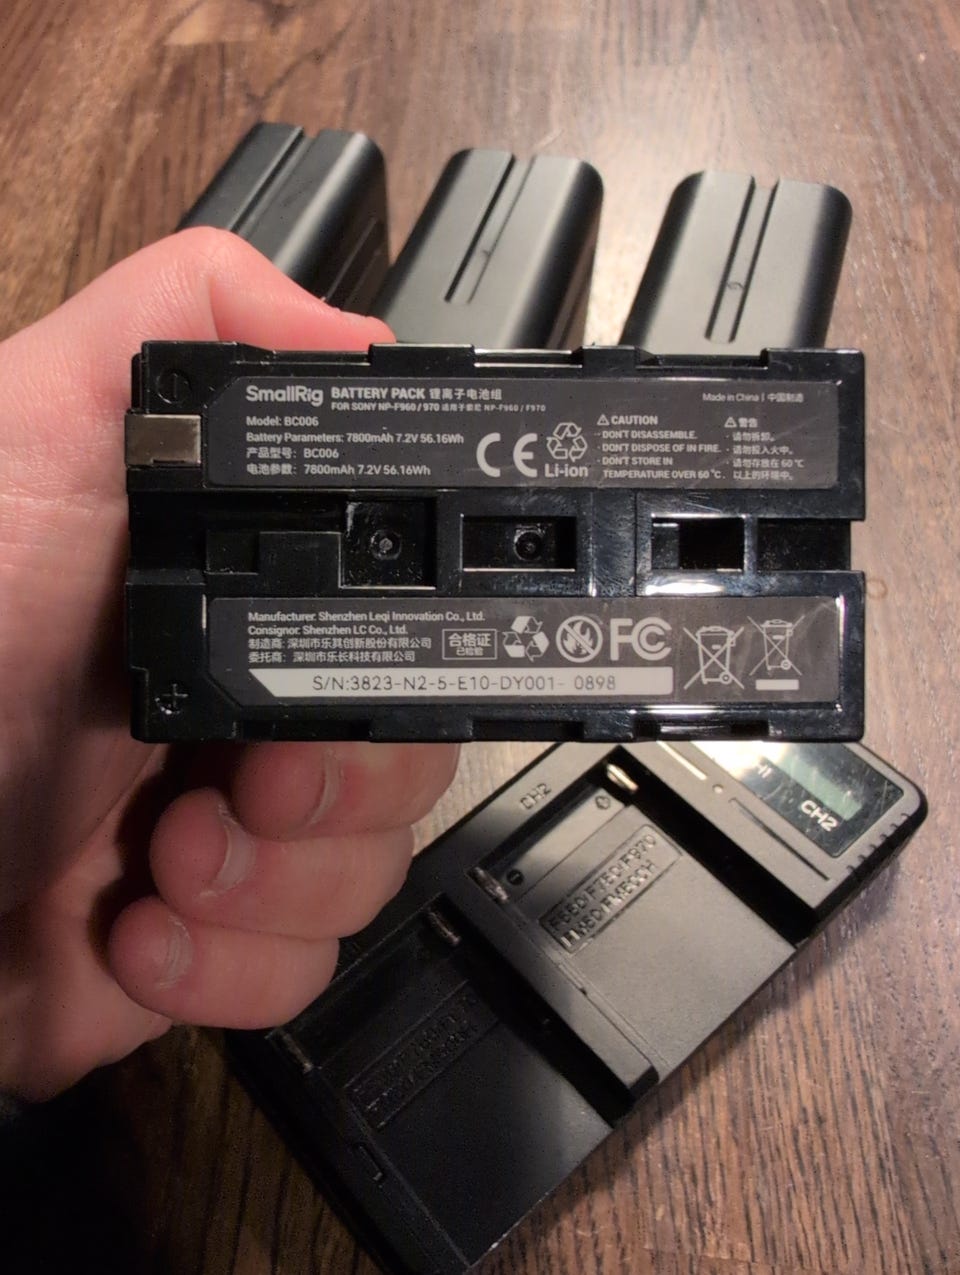 SmallRig BATTERY PACK 锂离子电池组
FOR SONY NP-F960 / 970 适用于索尼 NP-F960 / F970
Made in China | 中国制造
Model: BC006
Battery Parameters: 7800mAh 7.2V 56.16Wh
产品型号: BC006
电池参数: 7800mAh 7.2V 56.16Wh
CE
Li-ion
CAUTION
· DON'T DISASSEMBLE.
· DON'T DISPOSE OF IN FIRE.
· DON'T STORE IN
TEMPERATURE OVER 60 ℃.
警告
· 请勿拆卸.
· 请勿投入火中.
· 请勿存放在 60 ℃
以上的环境中.
Manufacturer: Shenzhen Leqi Innovation Co., Ltd.
Consignor: Shenzhen LC Co., Ltd.
制造商: 深圳市乐其创新股份有限公司
委托商: 深圳市乐长科技有限公司
合格证
已检验
FC
S/N:3823-N2-5-E10-DY001- 0898
CH2
CH2
F550/F750/F970